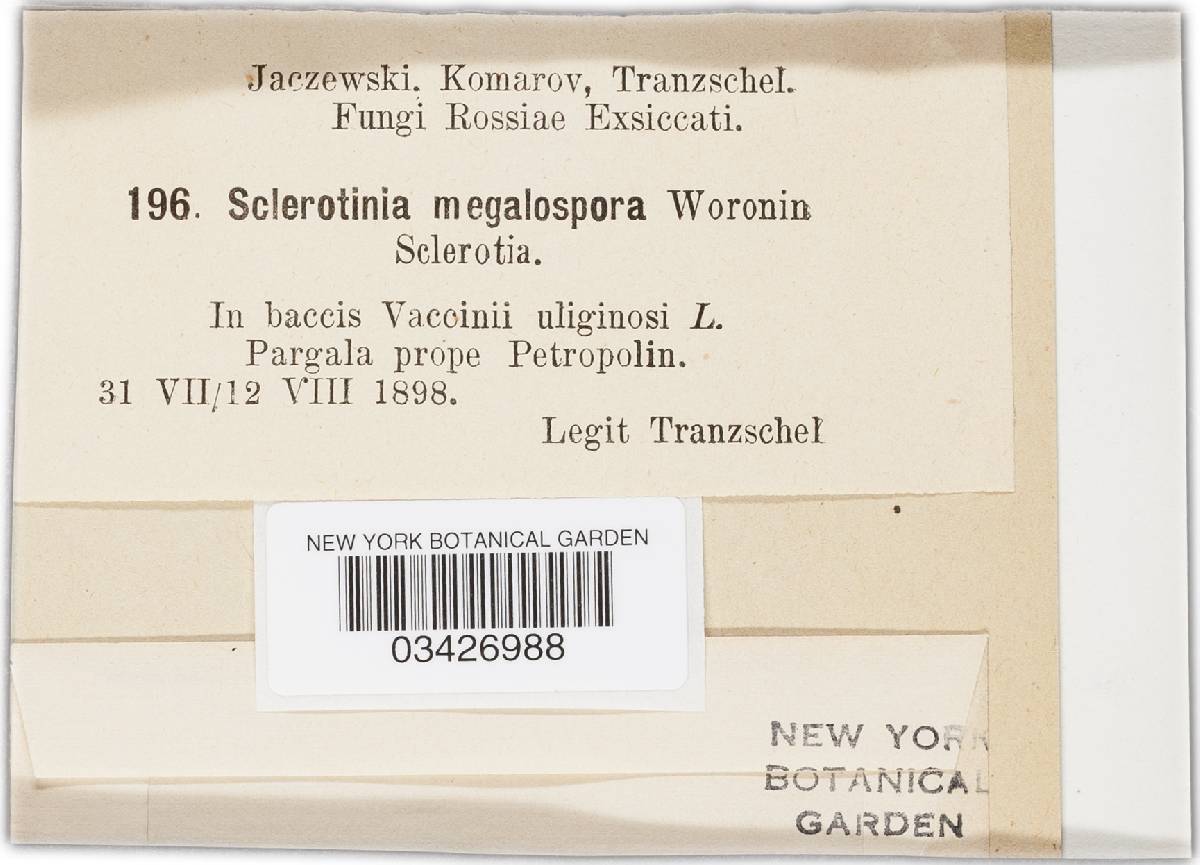 Jaczewski. Komarov, Tranzschel.
Fungi Rossiae Exsiccati.
196. Sclerotinia megalospora Woronin
Sclerotia.
In baccis Vaccinii uliginosi L.
Pargala prope Petropolin.
31 VII/12 VIII 1898.
Legit Tranzschel
NEW YORK BOTANICAL GARDEN
03426988
NEW YORK
BOTANICAL
GARDEN